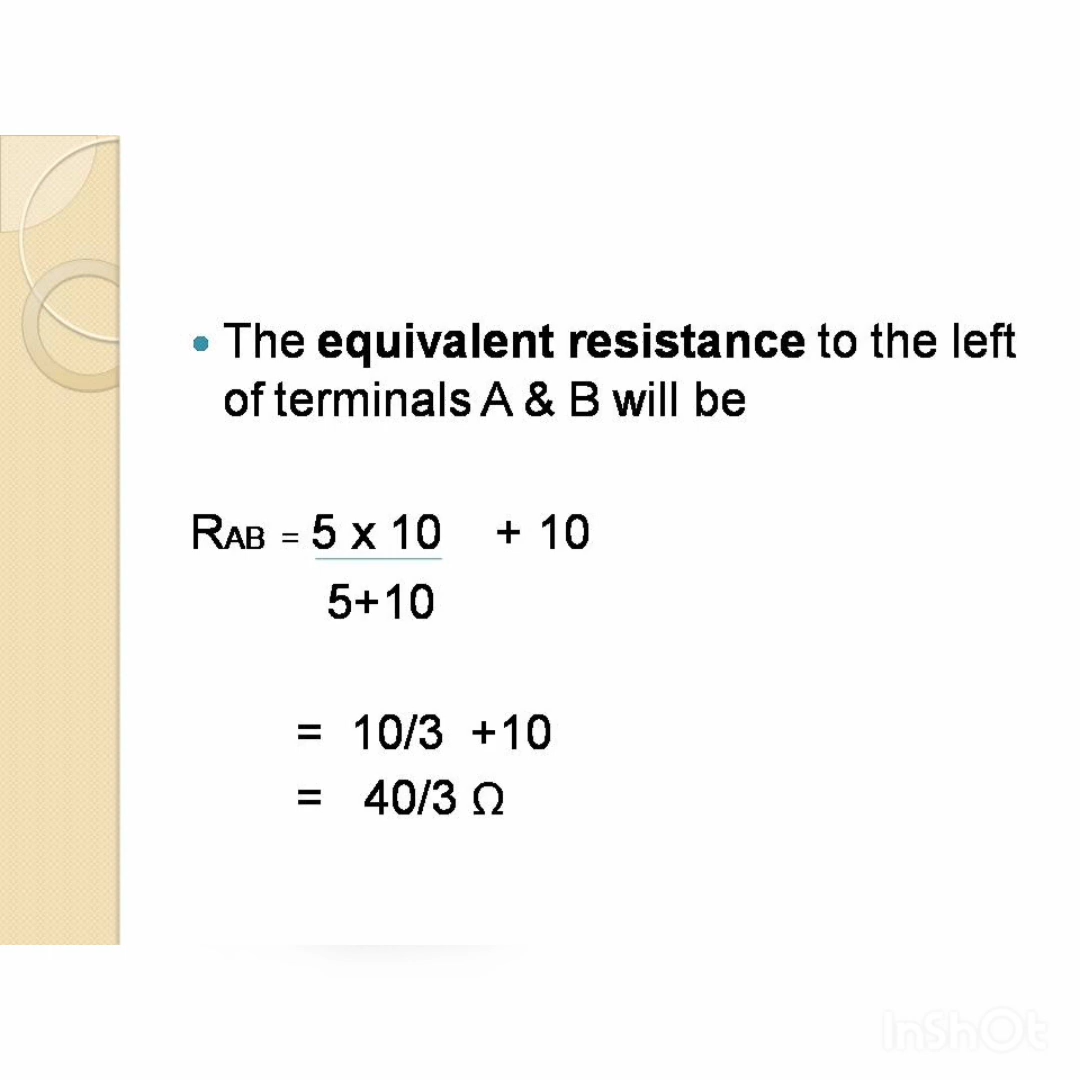 • The equivalent resistance to the left
of terminals A & B will be
RAB = 5 x 10 + 10
5+10
= 10/3 +10
= 40/3 Ω
InShOt